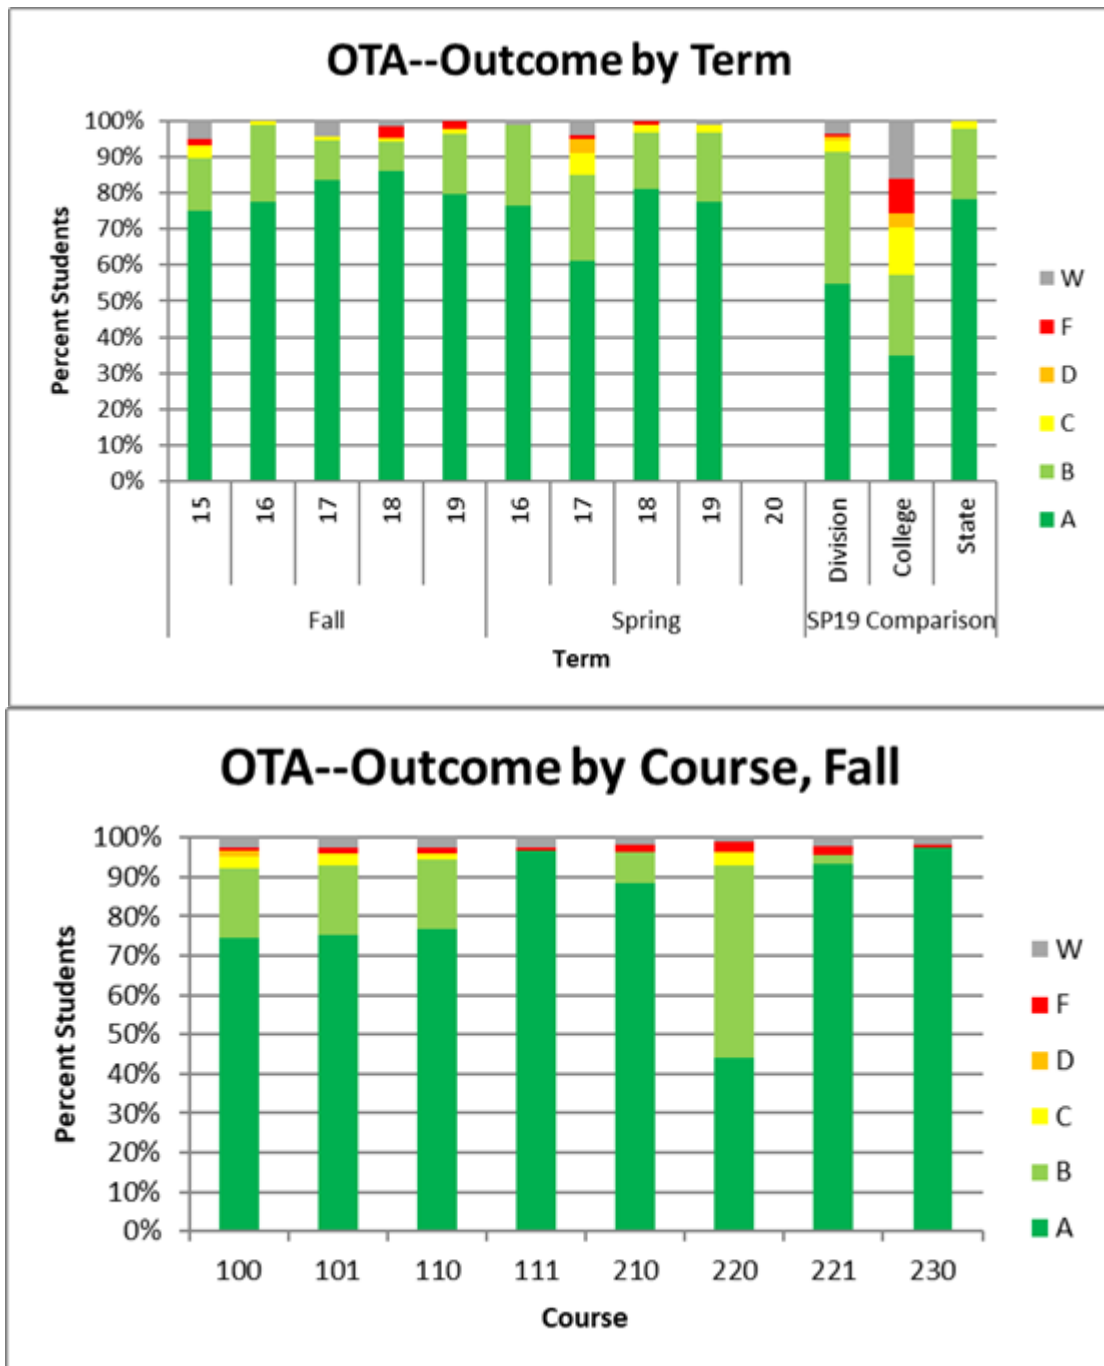 OTA--Outcome by Term
100%
90%
80%
70%
60%
50%
40%
30%
20%
10%
0%
Percent Students
15 16 17 18 19 16 17 18 19 20 Division College State
Fall Spring SP19 Comparison
Term
W
F
D
C
B
A
OTA--Outcome by Course, Fall
100%
90%
80%
70%
60%
50%
40%
30%
20%
10%
0%
Percent Students
100 101 110 111 210 220 221 230
Course
W
F
D
C
B
A